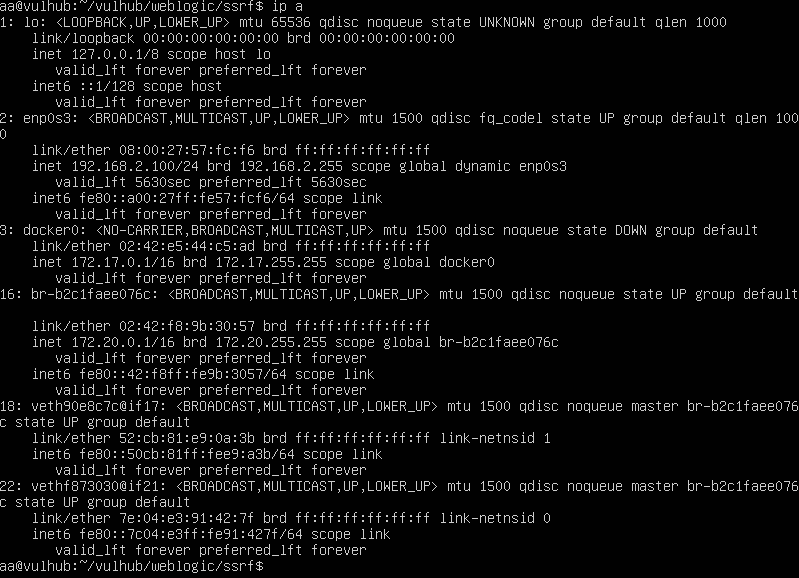 aa@vulhub:~/vulhub/weblogic/ssrf$ ip a
1: lo: <LOOPBACK,UP,LOWER_UP> mtu 65536 qdisc noqueue state UNKNOWN group default qlen 1000
    link/loopback 00:00:00:00:00:00 brd 00:00:00:00:00:00
    inet 127.0.0.1/8 scope host lo
       valid_lft forever preferred_lft forever
    inet6 ::1/128 scope host
       valid_lft forever preferred_lft forever
2: enp0s3: <BROADCAST,MULTICAST,UP,LOWER_UP> mtu 1500 qdisc fq_codel state UP group default qlen 100
0
    link/ether 08:00:27:57:fc:f6 brd ff:ff:ff:ff:ff:ff
    inet 192.168.2.100/24 brd 192.168.2.255 scope global dynamic enp0s3
       valid_lft 5630sec preferred_lft 5630sec
    inet6 fe80::a00:27ff:fe57:fcf6/64 scope link
       valid_lft forever preferred_lft forever
3: docker0: <NO-CARRIER,BROADCAST,MULTICAST,UP> mtu 1500 qdisc noqueue state DOWN group default
    link/ether 02:42:e5:44:c5:ad brd ff:ff:ff:ff:ff:ff
    inet 172.17.0.1/16 brd 172.17.255.255 scope global docker0
       valid_lft forever preferred_lft forever
16: br-b2c1faee076c: <BROADCAST,MULTICAST,UP,LOWER_UP> mtu 1500 qdisc noqueue state UP group default
    link/ether 02:42:f8:9b:30:57 brd ff:ff:ff:ff:ff:ff
    inet 172.20.0.1/16 brd 172.20.255.255 scope global br-b2c1faee076c
       valid_lft forever preferred_lft forever
    inet6 fe80::42:f8ff:fe9b:3057/64 scope link
       valid_lft forever preferred_lft forever
18: veth90e8c7c@if17: <BROADCAST,MULTICAST,UP,LOWER_UP> mtu 1500 qdisc noqueue master br-b2c1faee076
c state UP group default
    link/ether 52:cb:81:e9:0a:3b brd ff:ff:ff:ff:ff:ff link-netnsid 1
    inet6 fe80::50cb:81ff:fee9:a3b/64 scope link
       valid_lft forever preferred_lft forever
22: vethf873030@if21: <BROADCAST,MULTICAST,UP,LOWER_UP> mtu 1500 qdisc noqueue master br-b2c1faee076
c state UP group default
    link/ether 7e:04:e3:91:42:7f brd ff:ff:ff:ff:ff:ff link-netnsid 0
    inet6 fe80::7c04:e3ff:fe91:427f/64 scope link
       valid_lft forever preferred_lft forever
aa@vulhub:~/vulhub/weblogic/ssrf$